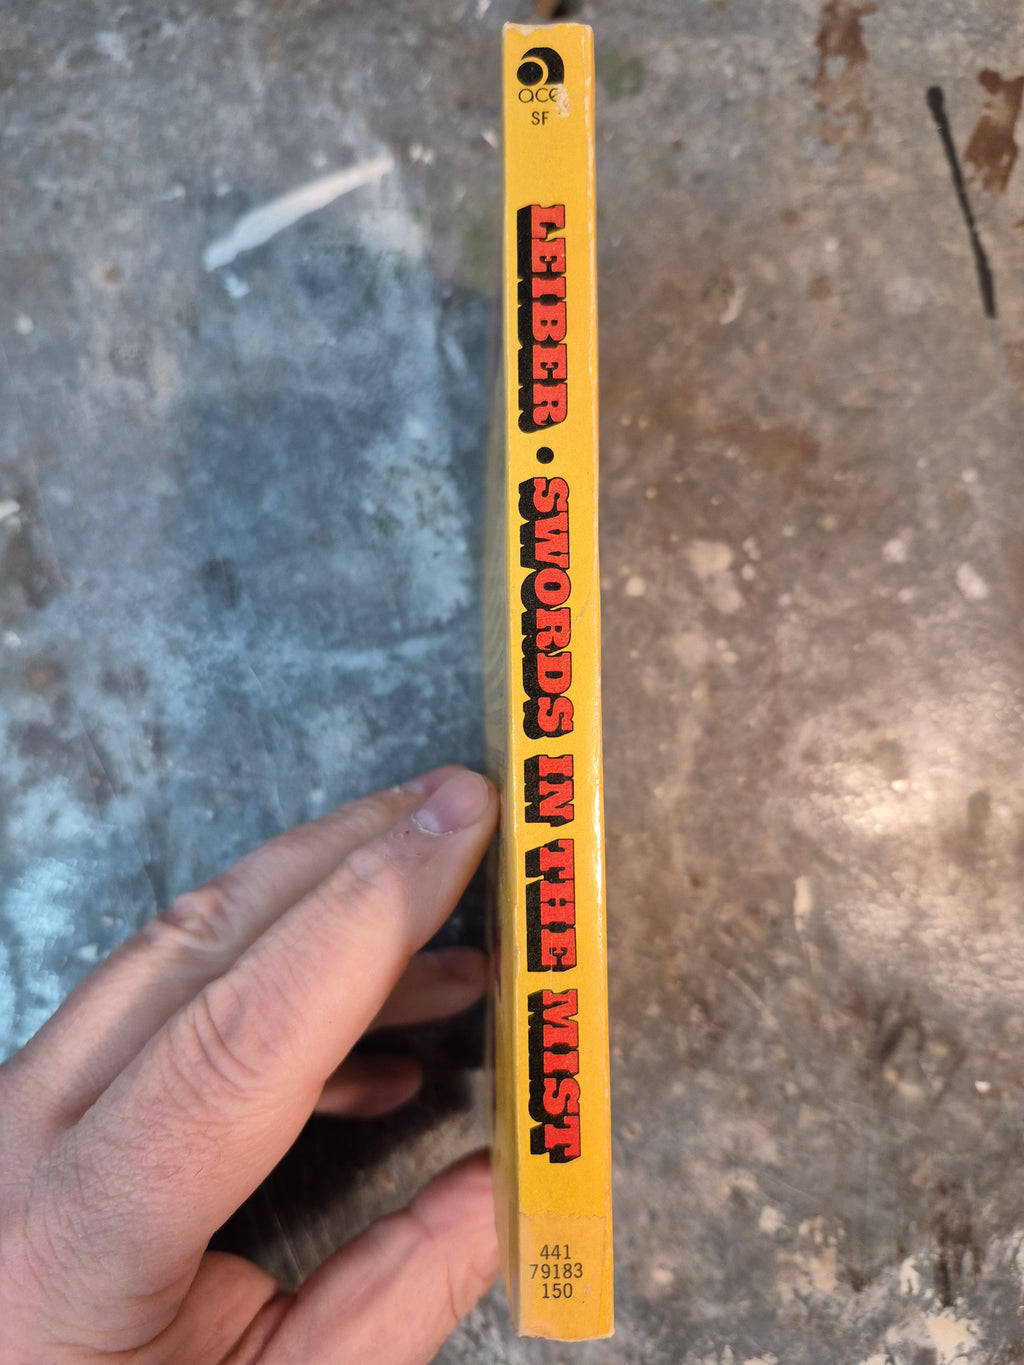 ace
SF
LEIBER • SWORDS IN THE MIST
441
79183
150